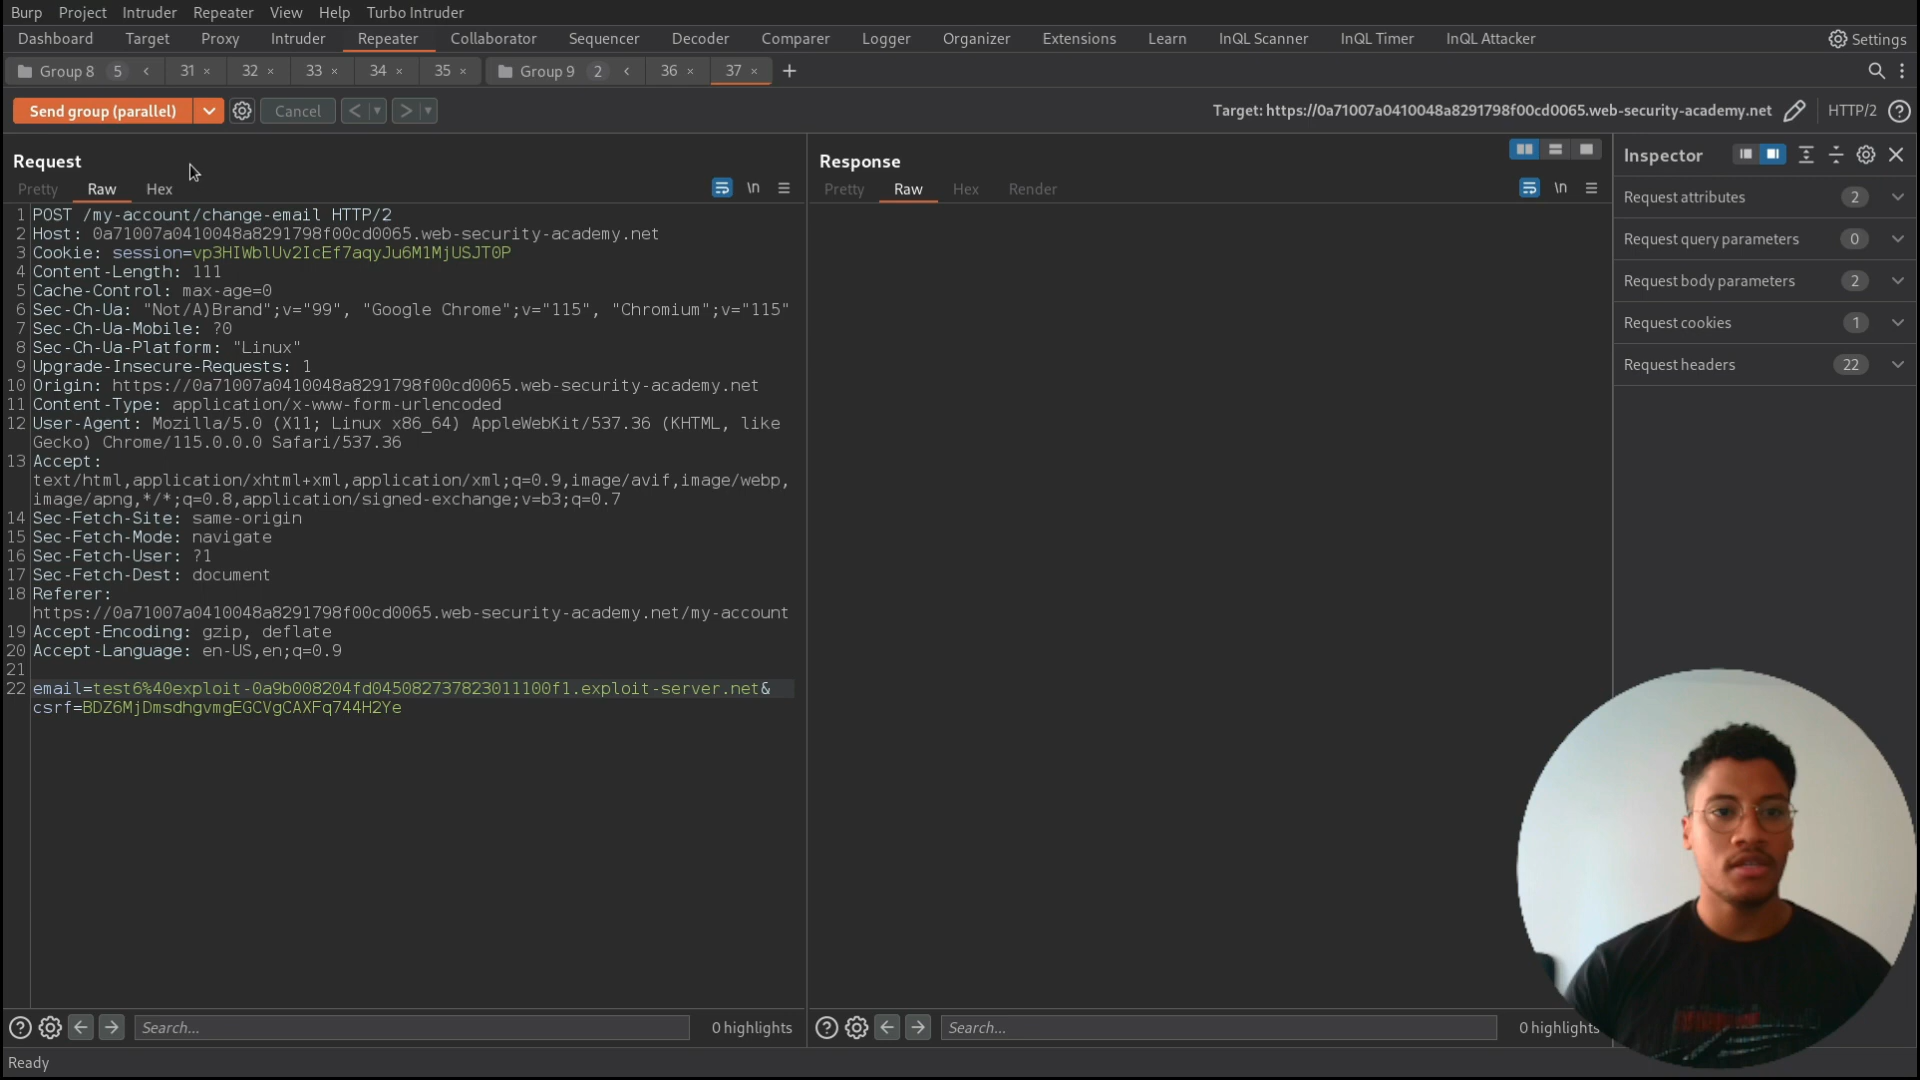 Burp Project Intruder Repeater View Help Turbo Intruder
Dashboard Target Proxy Intruder Repeater Collaborator Sequencer Decoder Comparer Logger Organizer Extensions Learn InQL Scanner InQL Timer InQL Attacker Settings
Group 8 5 < 31 × 32 × 33 × 34 × 35 × Group 9 2 < 36 × 37 × +
Send group (parallel) Cancel < > Target: https://0a71007a0410048a8291798f00cd0065.web-security-academy.net HTTP/2 ?
Request
Pretty Raw Hex \n
1 POST /my-account/change-email HTTP/2
2 Host: 0a71007a0410048a8291798f00cd0065.web-security-academy.net
3 Cookie: session=vp3HIWblUv2IcEf7aqyJu6M1MjUSJT0P
4 Content-Length: 111
5 Cache-Control: max-age=0
6 Sec-Ch-Ua: "Not/A)Brand";v="99", "Google Chrome";v="115", "Chromium";v="115"
7 Sec-Ch-Ua-Mobile: ?0
8 Sec-Ch-Ua-Platform: "Linux"
9 Upgrade-Insecure-Requests: 1
10 Origin: https://0a71007a0410048a8291798f00cd0065.web-security-academy.net
11 Content-Type: application/x-www-form-urlencoded
12 User-Agent: Mozilla/5.0 (X11; Linux x86_64) AppleWebKit/537.36 (KHTML, like
Gecko) Chrome/115.0.0.0 Safari/537.36
13 Accept:
text/html,application/xhtml+xml,application/xml;q=0.9,image/avif,image/webp,
image/apng,*/*;q=0.8,application/signed-exchange;v=b3;q=0.7
14 Sec-Fetch-Site: same-origin
15 Sec-Fetch-Mode: navigate
16 Sec-Fetch-User: ?1
17 Sec-Fetch-Dest: document
18 Referer:
https://0a71007a0410048a8291798f00cd0065.web-security-academy.net/my-account
19 Accept-Encoding: gzip, deflate
20 Accept-Language: en-US,en;q=0.9
21
22 email=test6%40exploit-0a9b008204fd045082737823011100f1.exploit-server.net&
csrf=BDZ6MjDmsdhgvmgEGCVgCAXFq744H2Ye
? Search... 0 highlights
Response
Pretty Raw Hex Render \n
? Search... 0 highlights
Inspector
Request attributes 2
Request query parameters 0
Request body parameters 2
Request cookies 1
Request headers 22
Ready